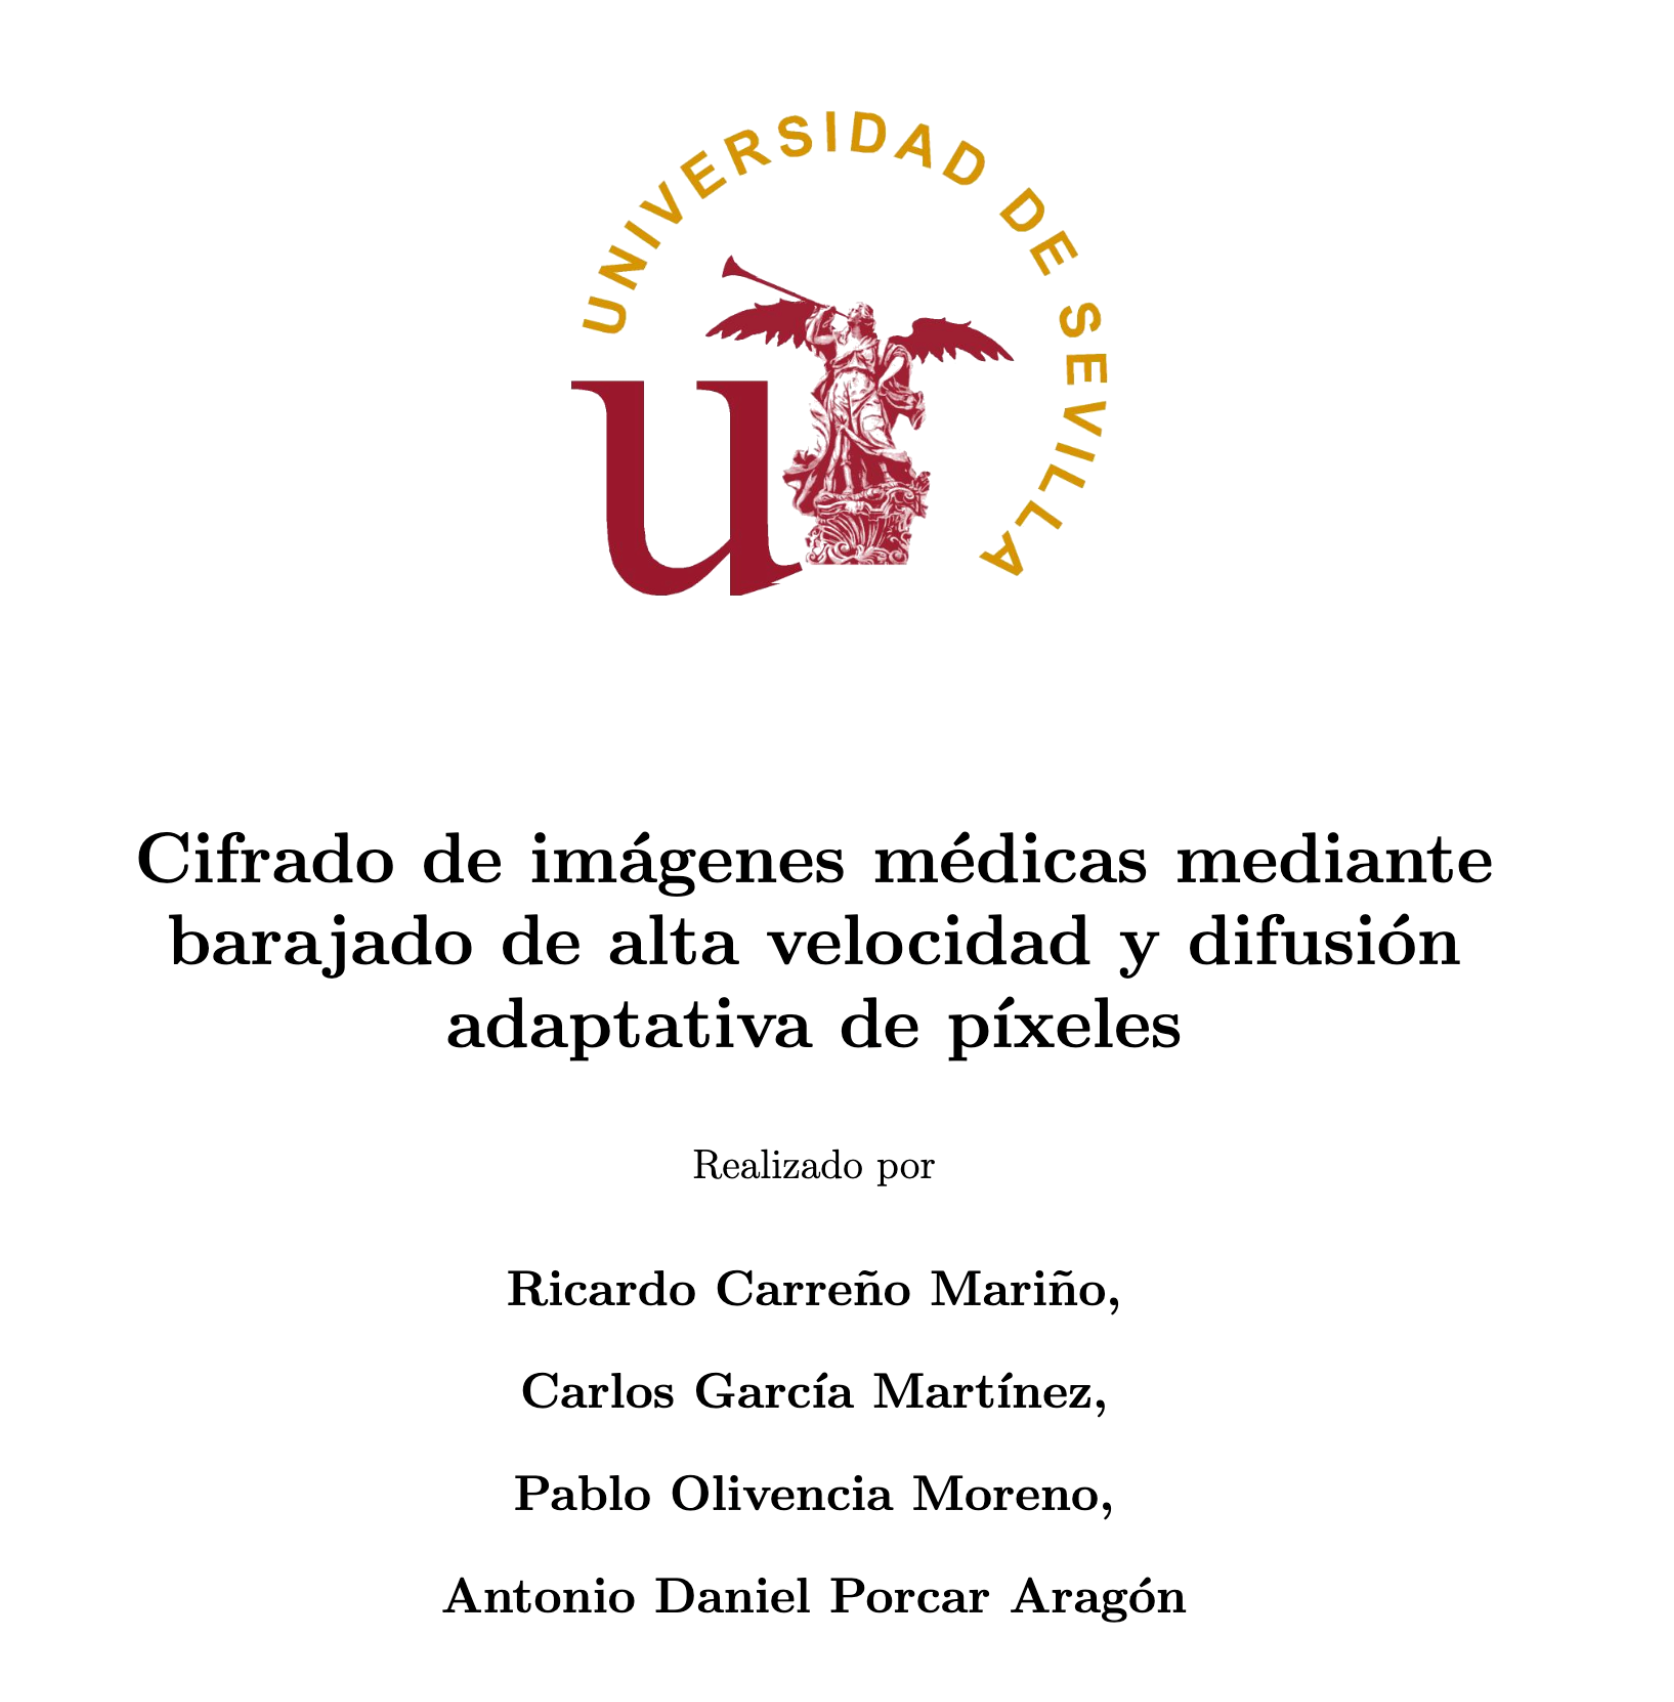 UNIVERSIDAD DE SEVILLA
u
Cifrado de imágenes médicas mediante
barajado de alta velocidad y difusión
adaptativa de píxeles
Realizado por
Ricardo Carreño Mariño,
Carlos García Martínez,
Pablo Olivencia Moreno,
Antonio Daniel Porcar Aragón